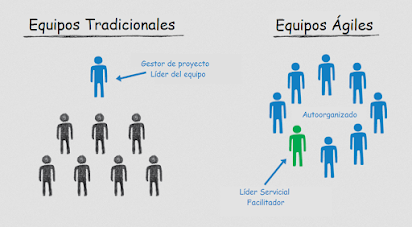 Equipos Tradicionales
Gestor de proyecto
Líder del equipo
Equipos Ágiles
Autoorganizado
Líder Servicial
Facilitador